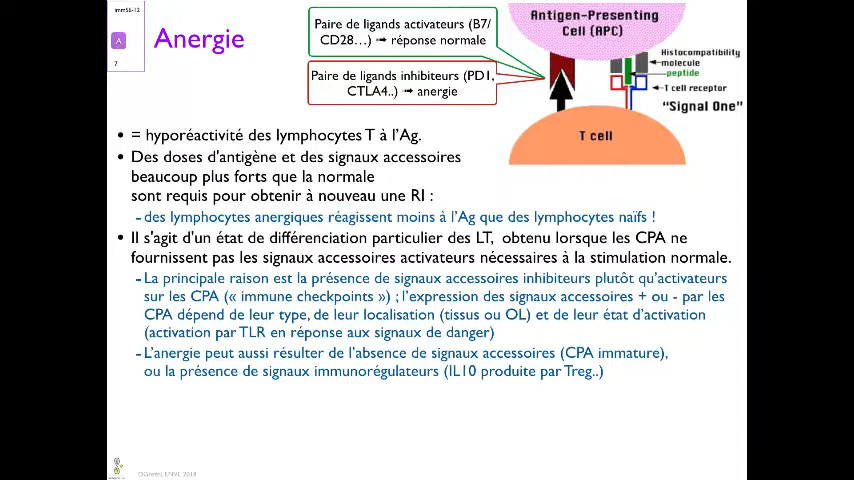 immSS-12
A
7
Anergie
Paire de ligands activateurs (B7/
CD28…) ➞ réponse normale
Paire de ligands inhibiteurs (PD1,
CTLA4..) ➞ anergie
Antigen-Presenting
Cell (APC)
Histocompatibility
molecule
peptide
T cell receptor
"Signal One"
T cell
• = hyporéactivité des lymphocytes T à l'Ag.
• Des doses d'antigène et des signaux accessoires
beaucoup plus forts que la normale
sont requis pour obtenir à nouveau une RI :
- des lymphocytes anergiques réagissent moins à l'Ag que des lymphocytes naïfs !
• Il s'agit d'un état de différenciation particulier des LT, obtenu lorsque les CPA ne
fournissent pas les signaux accessoires activateurs nécessaires à la stimulation normale.
- La principale raison est la présence de signaux accessoires inhibiteurs plutôt qu'activateurs
sur les CPA (« immune checkpoints ») ; l'expression des signaux accessoires + ou - par les
CPA dépend de leur type, de leur localisation (tissus ou OL) et de leur état d'activation
(activation par TLR en réponse aux signaux de danger)
- L'anergie peut aussi résulter de l'absence de signaux accessoires (CPA immature),
ou la présence de signaux immunorégulateurs (IL10 produite par Treg..)
ENVL 2018